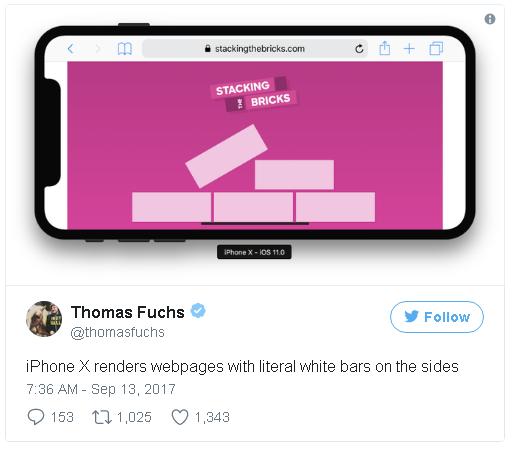 stackingthebricks.com
STACKING
THE
BRICKS
iPhone X - iOS 11.0
Thomas Fuchs
@thomasfuchs
Follow
iPhone X renders webpages with literal white bars on the sides
7:36 AM - Sep 13, 2017
153 1,025 1,343